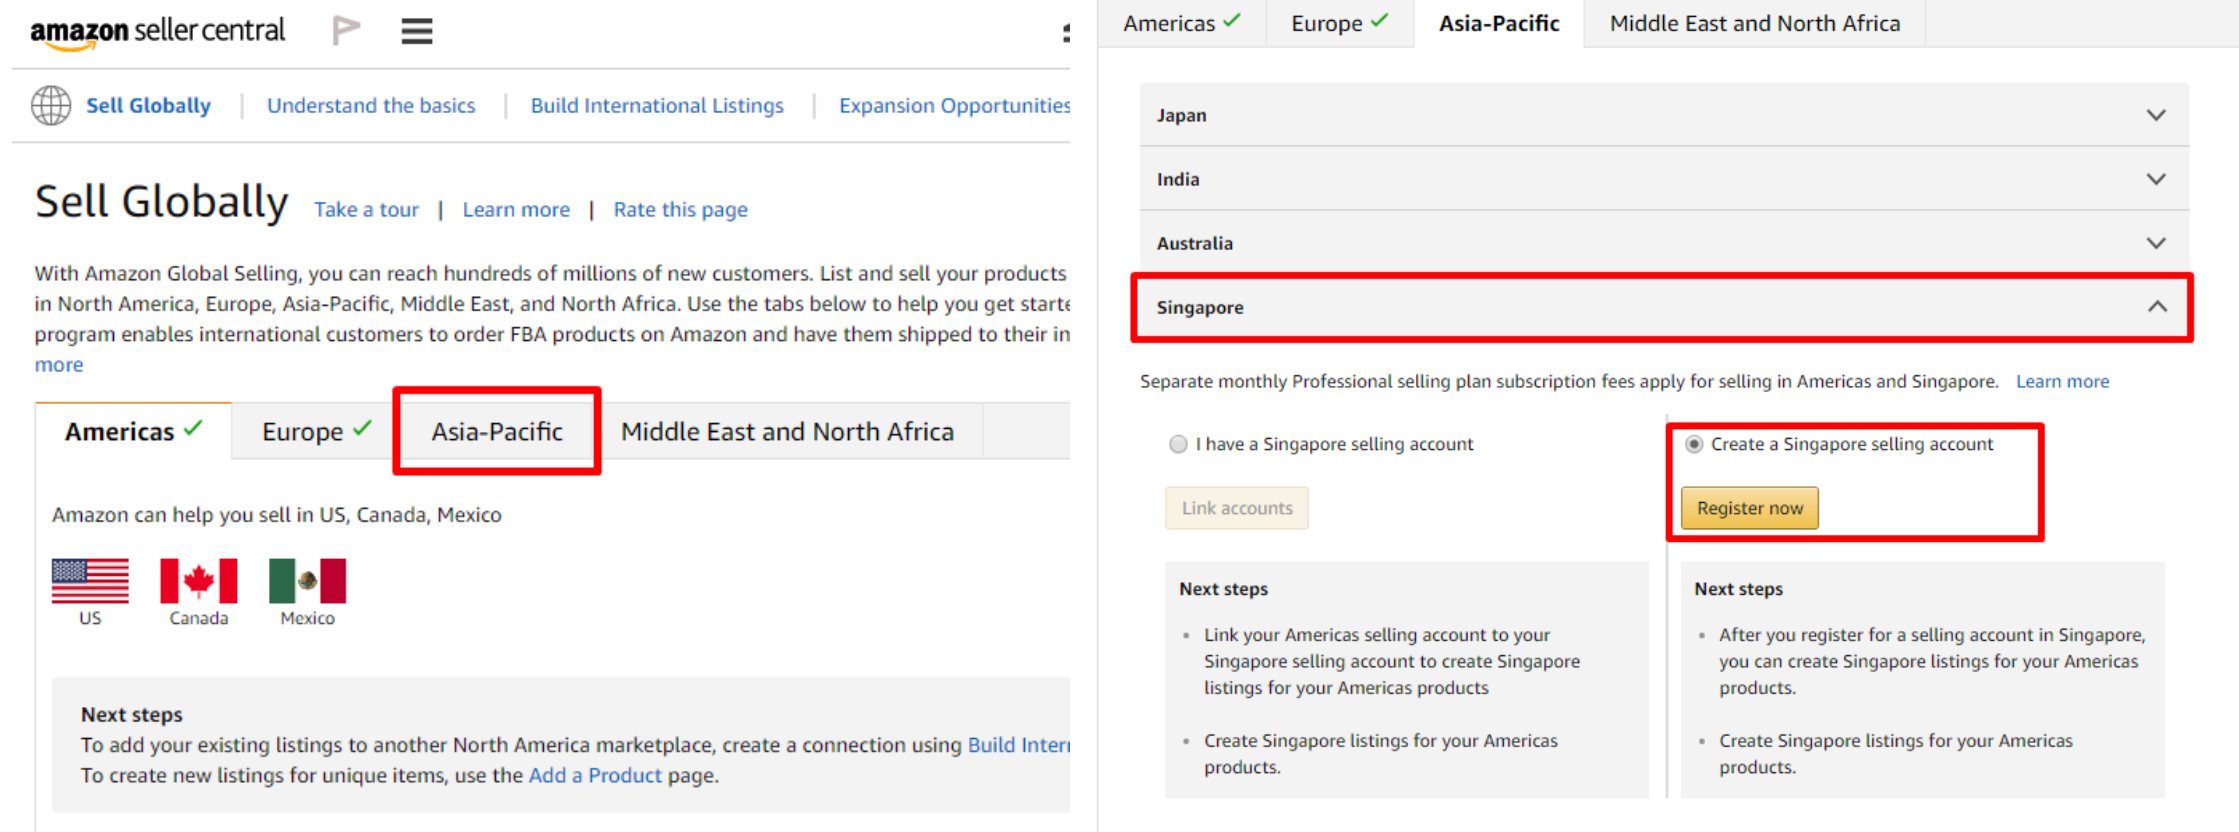 amazon seller central
Sell Globally | Understand the basics | Build International Listings | Expansion Opportunities
Sell Globally Take a tour | Learn more | Rate this page
With Amazon Global Selling, you can reach hundreds of millions of new customers. List and sell your products
in North America, Europe, Asia-Pacific, Middle East, and North Africa. Use the tabs below to help you get starte
program enables international customers to order FBA products on Amazon and have them shipped to their in
more
Americas ✓ Europe ✓ Asia-Pacific Middle East and North Africa
Amazon can help you sell in US, Canada, Mexico
US Canada Mexico
Next steps
To add your existing listings to another North America marketplace, create a connection using Build Inter
To create new listings for unique items, use the Add a Product page.
Americas ✓ Europe ✓ Asia-Pacific Middle East and North Africa
Japan
India
Australia
Singapore
Separate monthly Professional selling plan subscription fees apply for selling in Americas and Singapore. Learn more
I have a Singapore selling account
Link accounts
Next steps
• Link your Americas selling account to your
Singapore selling account to create Singapore
listings for your Americas products
• Create Singapore listings for your Americas
products.
Create a Singapore selling account
Register now
Next steps
• After you register for a selling account in Singapore,
you can create Singapore listings for your Americas
products.
• Create Singapore listings for your Americas
products.